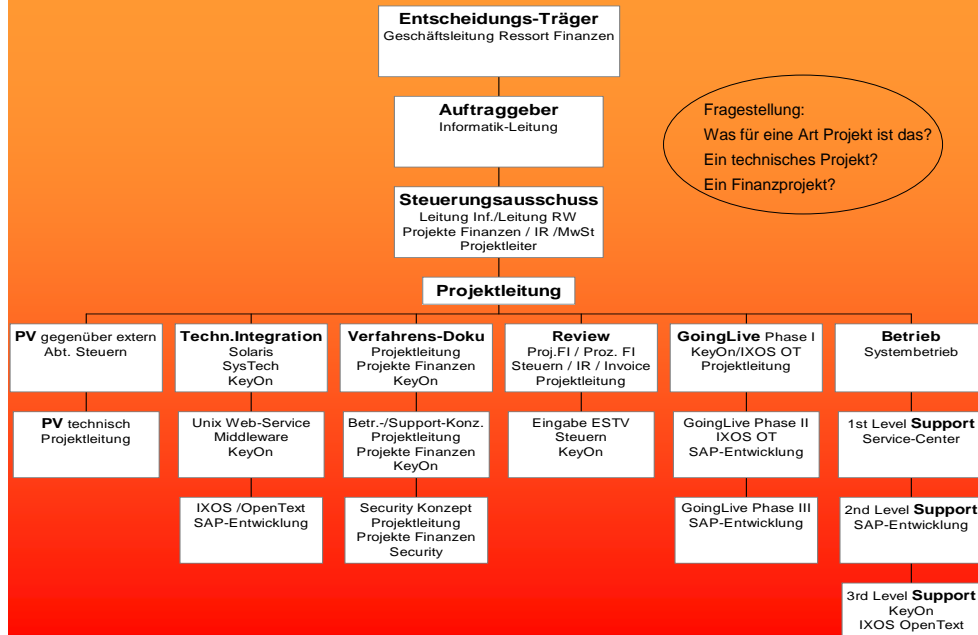 Entscheidungs-Träger
Geschäftsleitung Ressort Finanzen
Auftraggeber
Informatik-Leitung
Fragestellung:
Was für eine Art Projekt ist das?
Ein technisches Projekt?
Ein Finanzprojekt?
Steuerungsausschuss
Leitung Inf./Leitung RW
Projekte Finanzen / IR /MwSt
Projektleiter
Projektleitung
PV gegenüber extern
Abt. Steuern
PV technisch
Projektleitung
Techn.Integration
Solaris
SysTech
KeyOn
Unix Web-Service
Middleware
KeyOn
IXOS /OpenText
SAP-Entwicklung
Verfahrens-Doku
Projektleitung
Projekte Finanzen
KeyOn
Betr.-/Support-Konz.
Projektleitung
Projekte Finanzen
KeyOn
Security Konzept
Projektleitung
Projekte Finanzen
Security
Review
Proj.FI / Proz. FI
Steuern / IR / Invoice
Projektleitung
Eingabe ESTV
Steuern
KeyOn
GoingLive Phase I
KeyOn/IXOS OT
Projektleitung
GoingLive Phase II
IXOS OT
SAP-Entwicklung
GoingLive Phase III
SAP-Entwicklung
Betrieb
Systembetrieb
1st Level Support
Service-Center
2nd Level Support
SAP-Entwicklung
3rd Level Support
KeyOn
IXOS OpenText